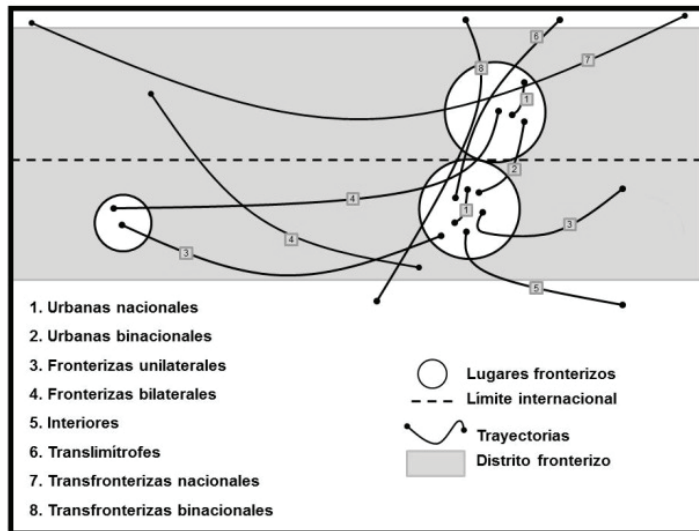 6
8
7
1
2
4
1
3
3
4
5
1. Urbanas nacionales
2. Urbanas binacionales
3. Fronterizas unilaterales
4. Fronterizas bilaterales
5. Interiores
6. Translimítrofes
7. Transfronterizas nacionales
8. Transfronterizas binacionales
Lugares fronterizos
Límite internacional
Trayectorias
Distrito fronterizo